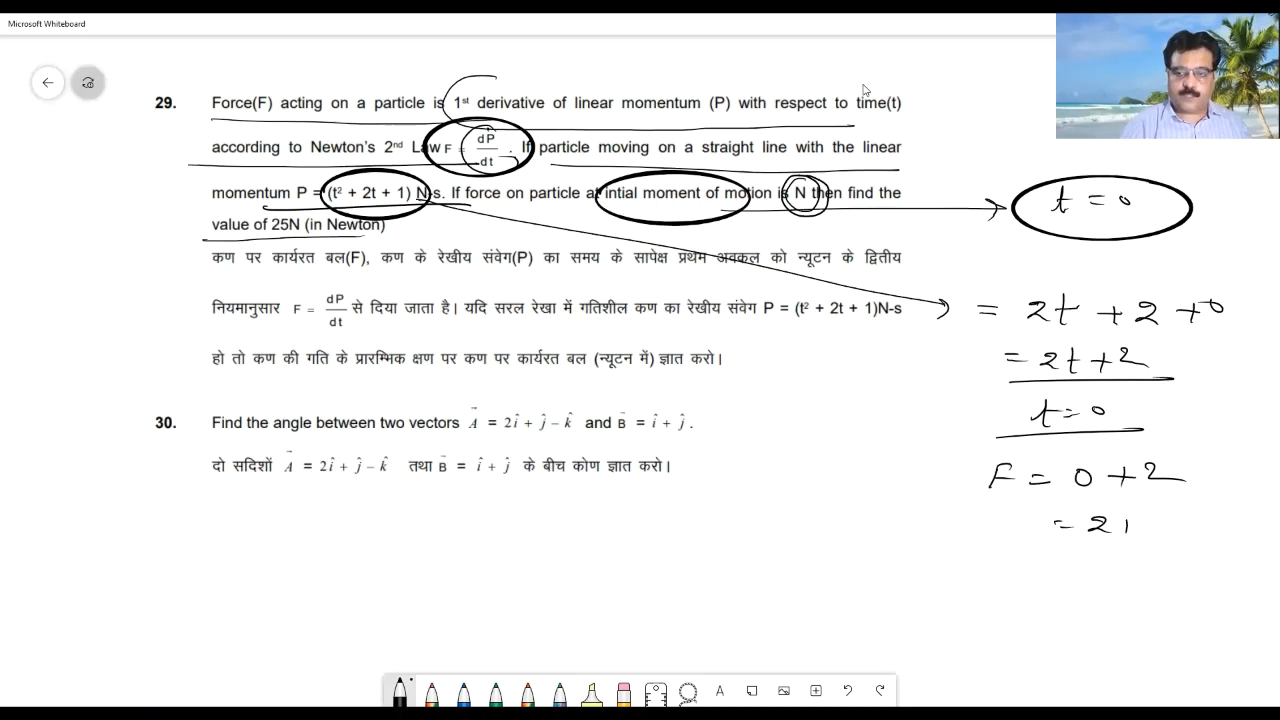 Microsoft Whiteboard
29. Force(F) acting on a particle is 1st derivative of linear momentum (P) with respect to time(t)
according to Newton's 2nd Law F = dP/dt . If particle moving on a straight line with the linear
momentum P = (t² + 2t + 1) N-s. If force on particle at intial moment of motion is N then find the
value of 25N (in Newton)
कण पर कार्यरत बल(F), कण के रेखीय संवेग(P) का समय के सापेक्ष प्रथम अवकल को न्यूटन के द्वितीय
नियमानुसार F = dP/dt से दिया जाता है। यदि सरल रेखा में गतिशील कण का रेखीय संवेग P = (t² + 2t + 1)N-s
हो तो कण की गति के प्रारम्भिक क्षण पर कण पर कार्यरत बल (न्यूटन में) ज्ञात करो।
30. Find the angle between two vectors A⃗ = 2î + ĵ – k̂ and B⃗ = î + ĵ .
दो सदिशों A⃗ = 2î + ĵ – k̂ तथा B⃗ = î + ĵ के बीच कोण ज्ञात करो।
t = 0
= 2t + 2 + 0
= 2t + 2
t = 0
F = 0 + 2
= 2
A